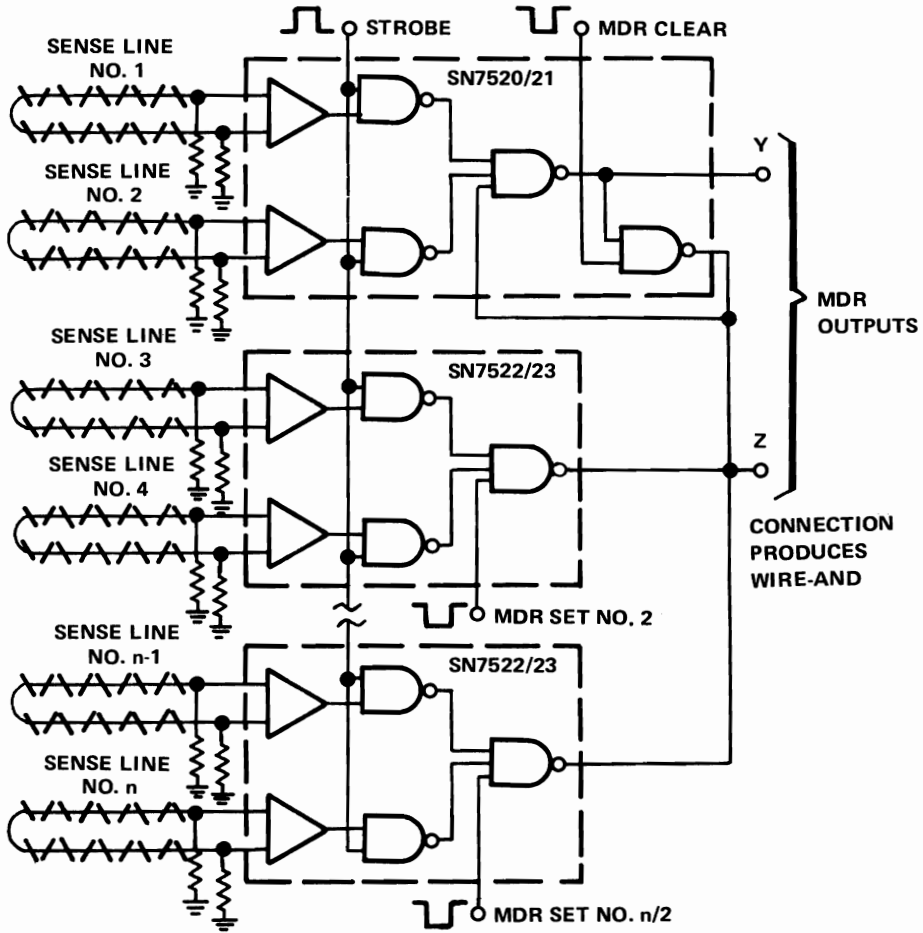 STROBE
MDR CLEAR
SENSE LINE
NO. 1
SN7520/21
SENSE LINE
NO. 2
Y
MDR
OUTPUTS
SENSE LINE
NO. 3
SN7522/23
SENSE LINE
NO. 4
Z
CONNECTION
PRODUCES
WIRE-AND
MDR SET NO. 2
SENSE LINE
NO. n-1
SN7522/23
SENSE LINE
NO. n
MDR SET NO. n/2